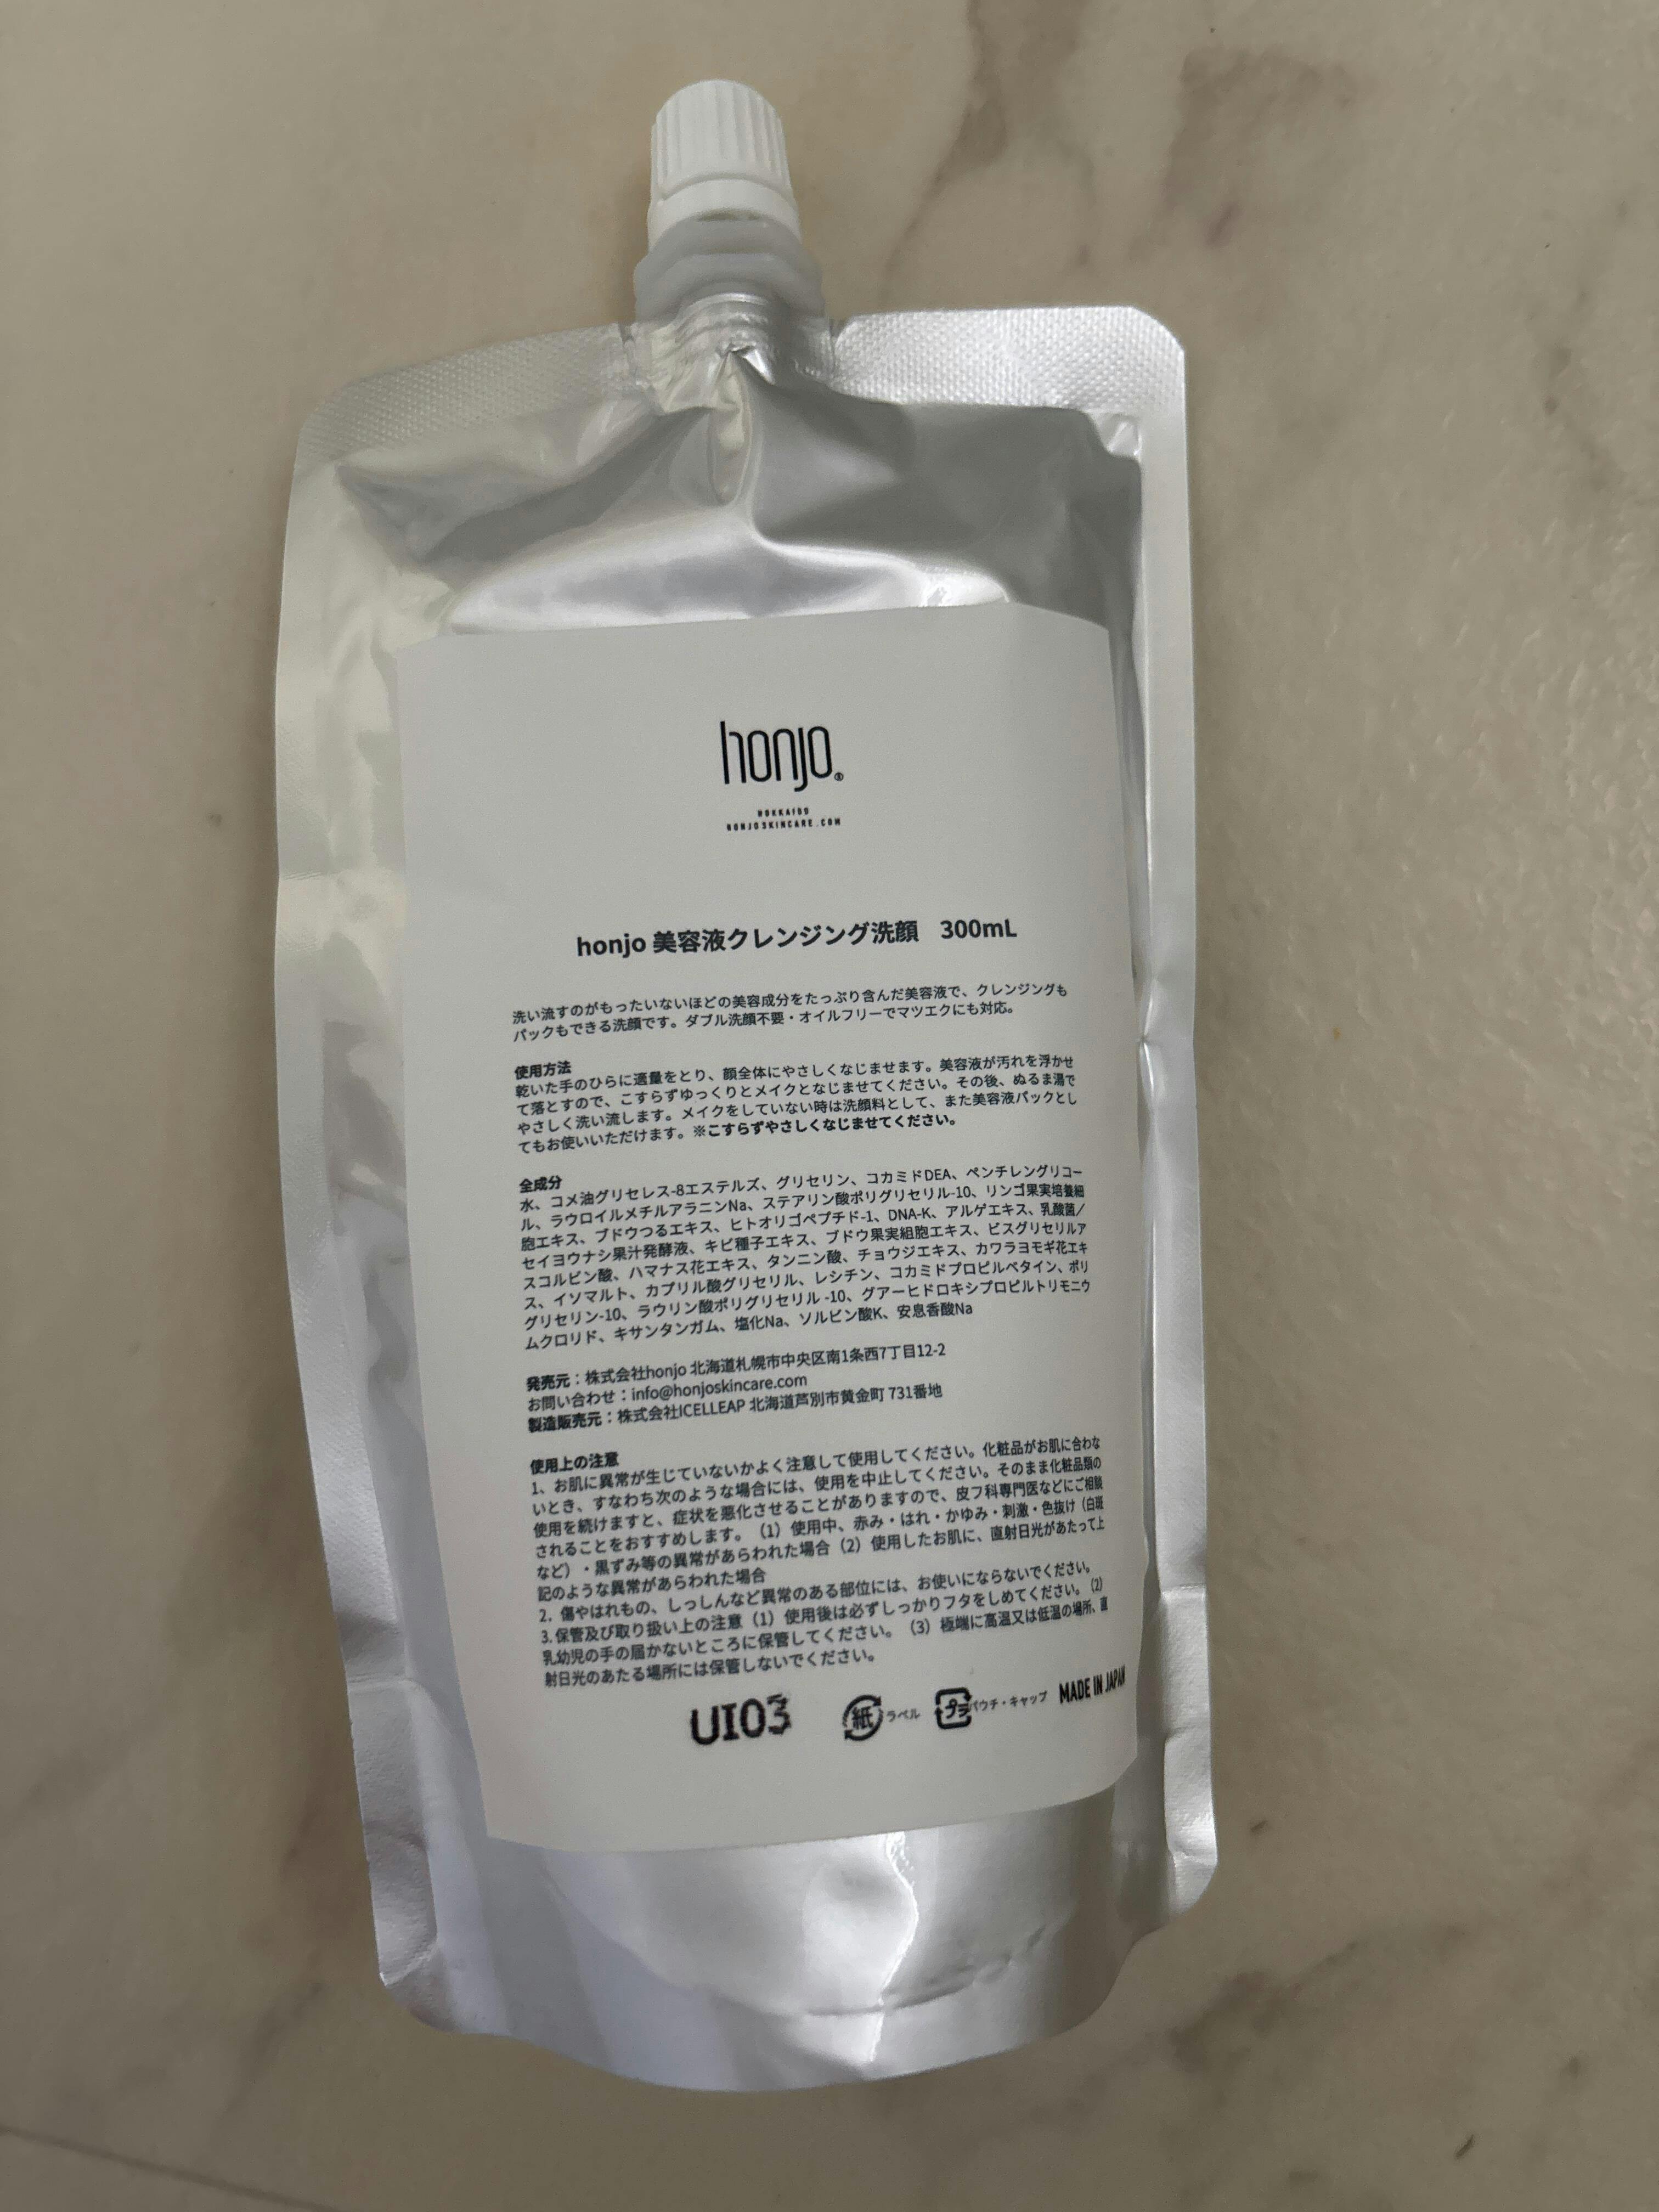 honjo®
HOKKAIDO
HONJOSKINCARE.COM
honjo 美容液クレンジング洗顔　300mL
洗い流すのがもったいないほどの美容成分をたっぷり含んだ美容液で、クレンジングも
パックもできる洗顔です。ダブル洗顔不要・オイルフリーでマツエクにも対応。
使用方法
乾いた手のひらに適量をとり、顔全体にやさしくなじませます。美容液が汚れを浮かせ
て落とすので、こすらずゆっくりとメイクとなじませてください。その後、ぬるま湯で
やさしく洗い流します。メイクをしていない時は洗顔料として、また美容液パックとし
てもお使いいただけます。※こすらずやさしくなじませてください。
全成分
水、コメ油グリセレス-8エステルズ、グリセリン、コカミドDEA、ペンチレングリコー
ル、ラウロイルメチルアラニンNa、ステアリン酸ポリグリセリル-10、リンゴ果実培養細
胞エキス、ブドウつるエキス、ヒトオリゴペプチド-1、DNA-K、アルゲエキス、乳酸菌/
セイヨウナシ果汁発酵液、キビ種子エキス、ブドウ果実細胞エキス、ビスグリセリルア
スコルビン酸、ハマナス花エキス、タンニン酸、チョウジエキス、カワラヨモギ花エキ
ス、イソマルト、カプリル酸グリセリル、レシチン、コカミドプロピルベタイン、ポリ
グリセリン-10、ラウリン酸ポリグリセリル -10、グアーヒドロキシプロピルトリモニウ
ムクロリド、キサンタンガム、塩化Na、ソルビン酸K、安息香酸Na
発売元：株式会社honjo 北海道札幌市中央区南1条西7丁目12-2
お問い合わせ：info@honjoskincare.com
製造販売元：株式会社ICELLEAP 北海道芦別市黄金町 731番地
使用上の注意
1、お肌に異常が生じていないかよく注意して使用してください。化粧品がお肌に合わな
いとき、すなわち次のような場合には、使用を中止してください。そのまま化粧品類の
使用を続けますと、症状を悪化させることがありますので、皮フ科専門医などにご相談
されることをおすすめします。（1）使用中、赤み・はれ・かゆみ・刺激・色抜け（白斑
など）・黒ずみ等の異常があらわれた場合（2）使用したお肌に、直射日光があたって上
記のような異常があらわれた場合
2. 傷やはれもの、しっしんなど異常のある部位には、お使いにならないでください。
3. 保管及び取り扱い上の注意（1）使用後は必ずしっかりフタをしめてください。（2）
乳幼児の手の届かないところに保管してください。（3）極端に高温又は低温の場所、直
射日光のあたる場所には保管しないでください。
UI03 紙 ラベル プラ パウチ・キャップ MADE IN JAPAN